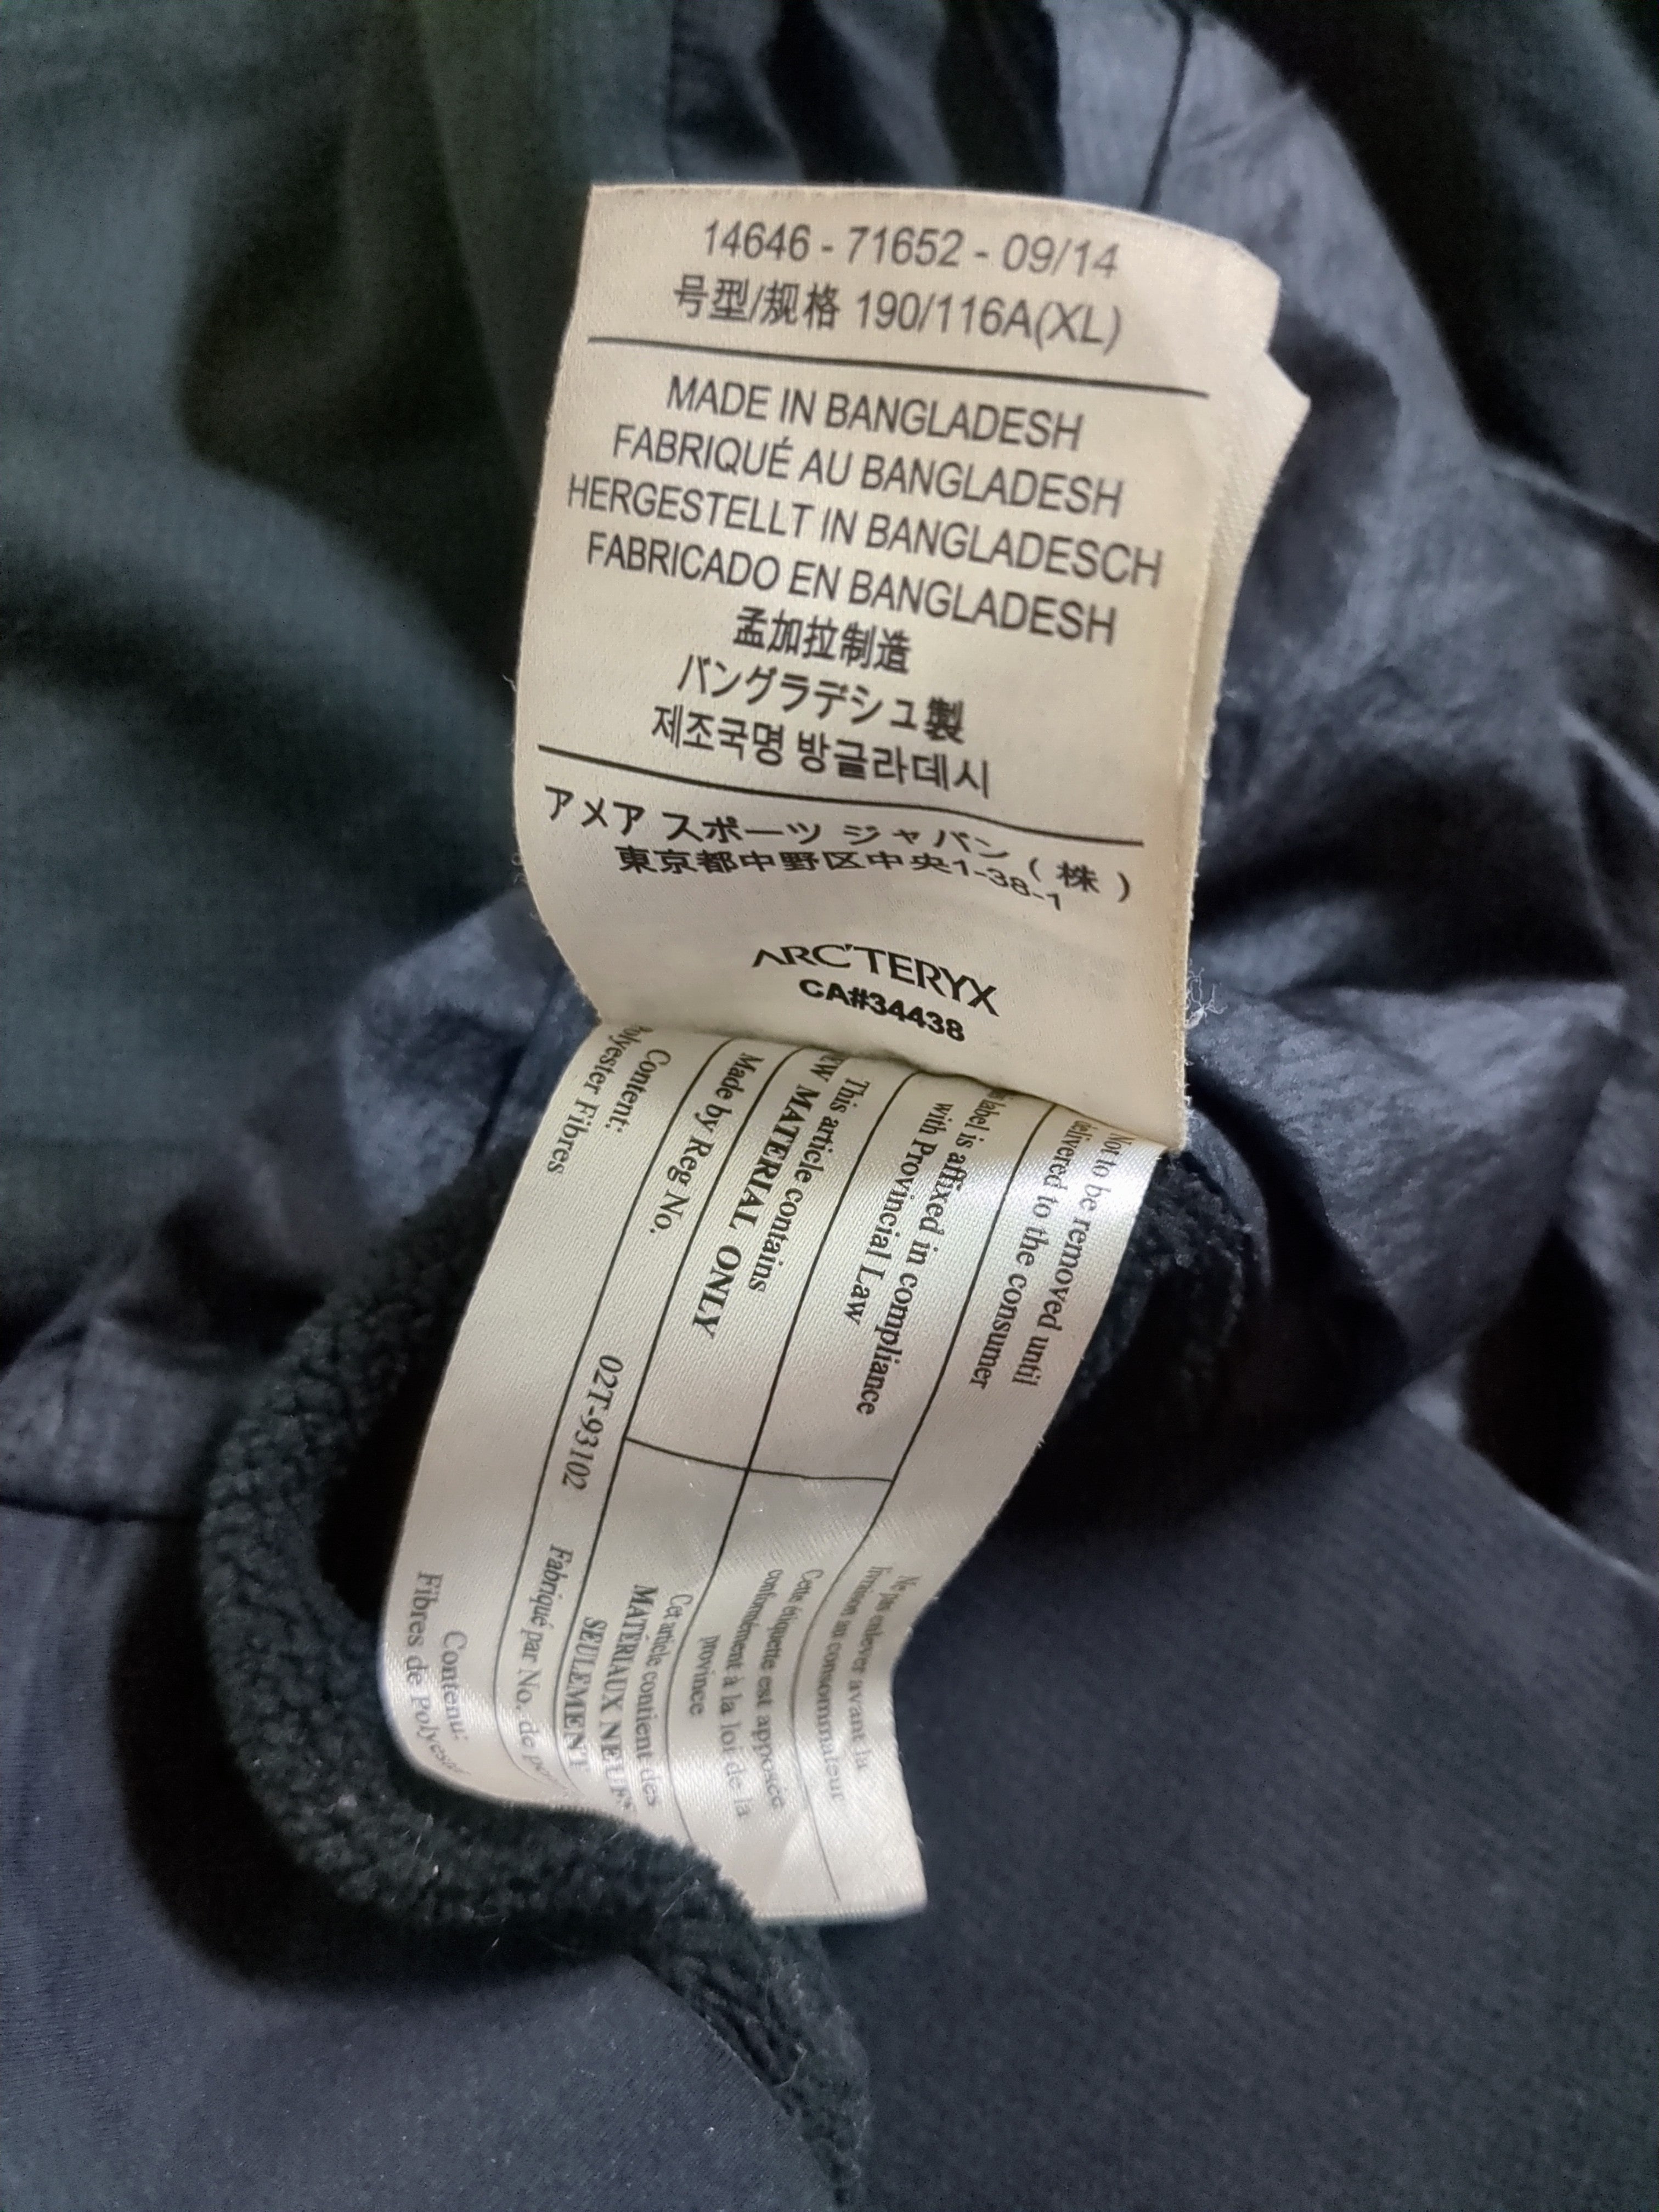 14646 - 71652 - 09/14
号型/规格 190/116A(XL)
MADE IN BANGLADESH
FABRIQUÉ AU BANGLADESH
HERGESTELLT IN BANGLADESCH
FABRICADO EN BANGLADESH
孟加拉制造
バングラデシュ製
제조국명 방글라데시
アメア スポーツ ジャパン (株)
東京都中野区中央1-38-1
ARC'TERYX
CA#34438
Not to be removed until
delivered to the consumer
label is affixed in compliance
with Provincial Law
This article contains
NEW MATERIAL ONLY
Made by Reg No.
02T-93102
Content:
Polyester Fibres
Ne pas enlever avant la
livraison au consommateur
Cette étiquette est apposée
conformément à la loi de la
province
Cet article contient des
MATÉRIAUX NEUFS
SEULEMENT
Fabriqué par No. de
Contenu:
Fibres de